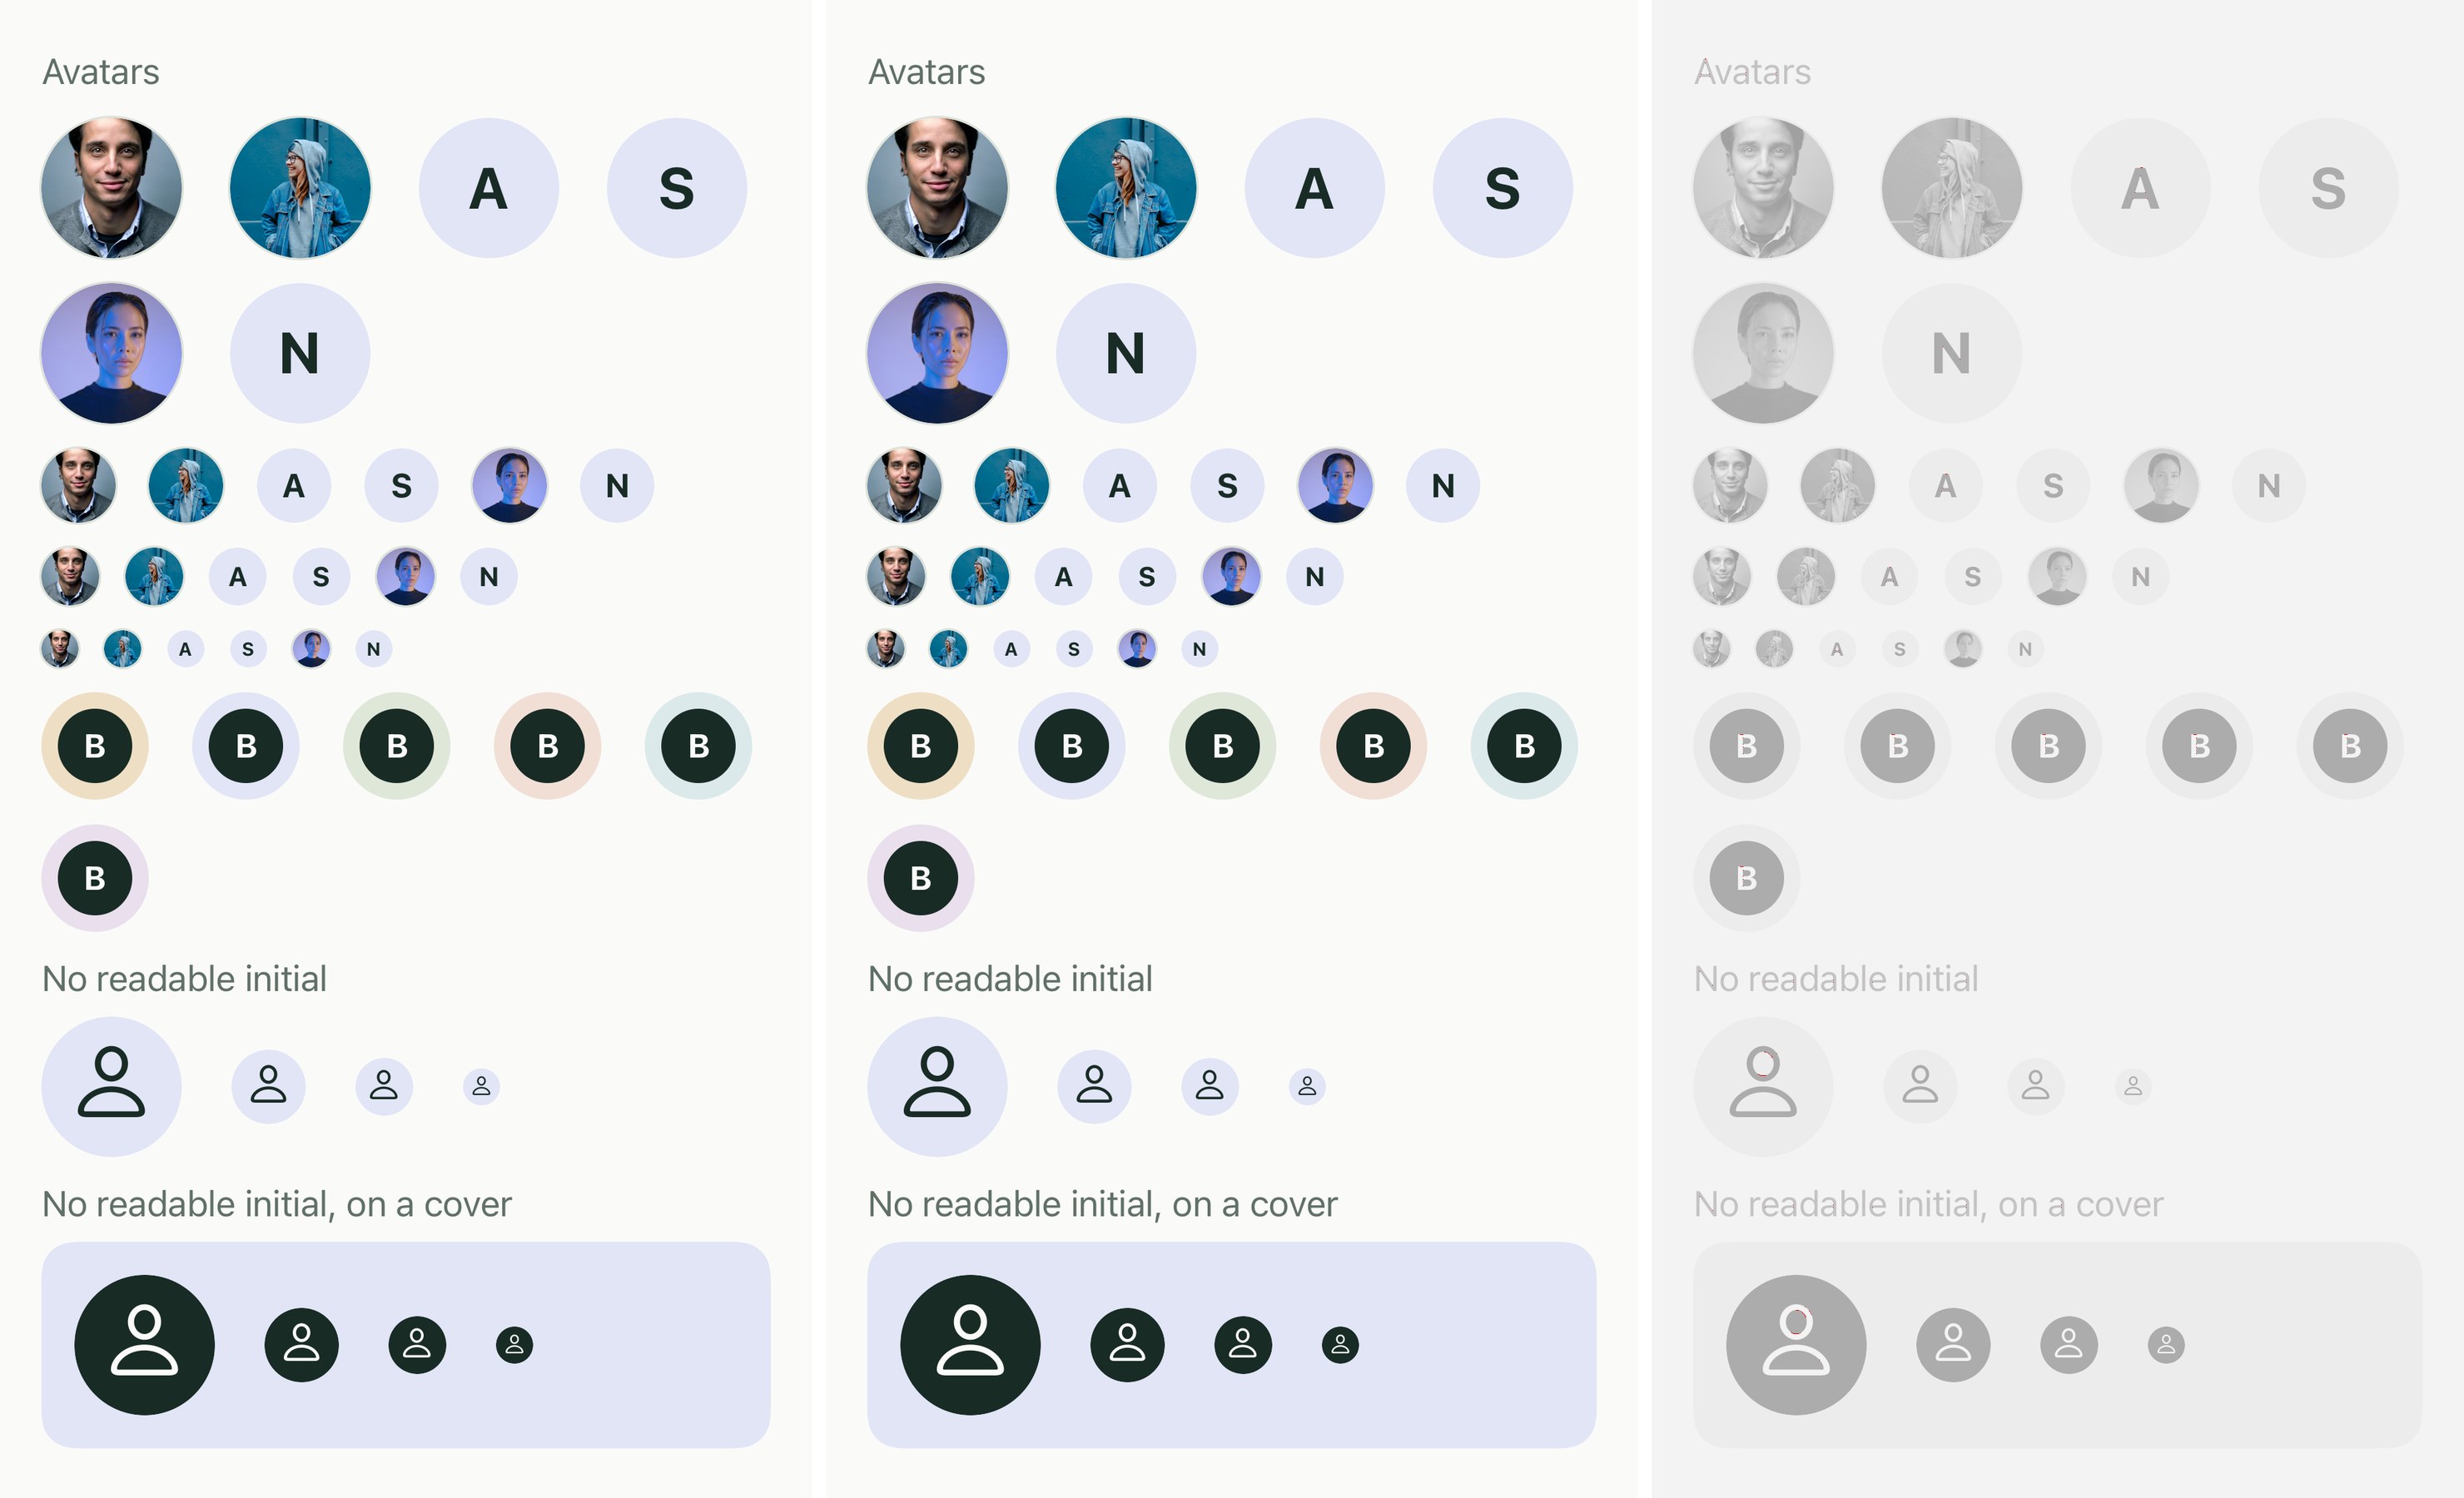 Avatars Avatars Avatars
A S A S A S
N N N
A S N A S N A S N
A S N A S N A S N
A S N A S N A S N
B B B B B B B B B B B B B B B
B B B
No readable initial No readable initial No readable initial
No readable initial, on a cover No readable initial, on a cover No readable initial, on a cover